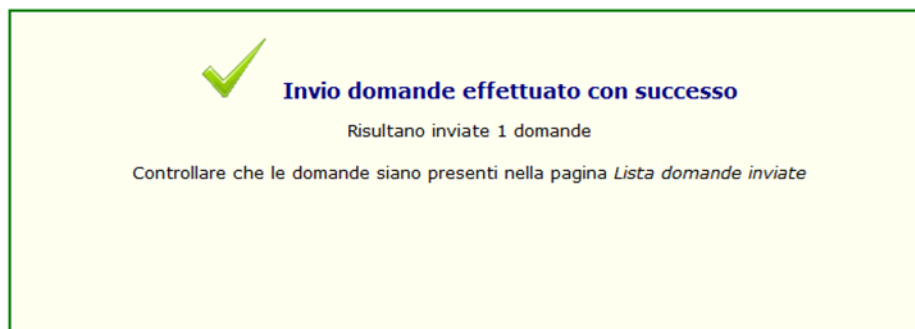 Invio domande effettuato con successo
Risultano inviate 1 domande
Controllare che le domande siano presenti nella pagina Lista domande inviate